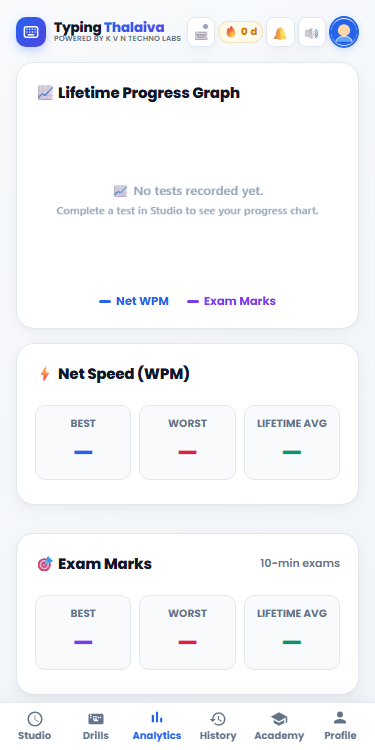 Typing Thalaiva
POWERED BY K V N TECHNO LABS
0 d
Lifetime Progress Graph
No tests recorded yet.
Complete a test in Studio to see your progress chart.
Net WPM Exam Marks
Net Speed (WPM)
BEST WORST LIFETIME AVG
— — —
Exam Marks 10-min exams
BEST WORST LIFETIME AVG
— — —
Studio Drills Analytics History Academy Profile